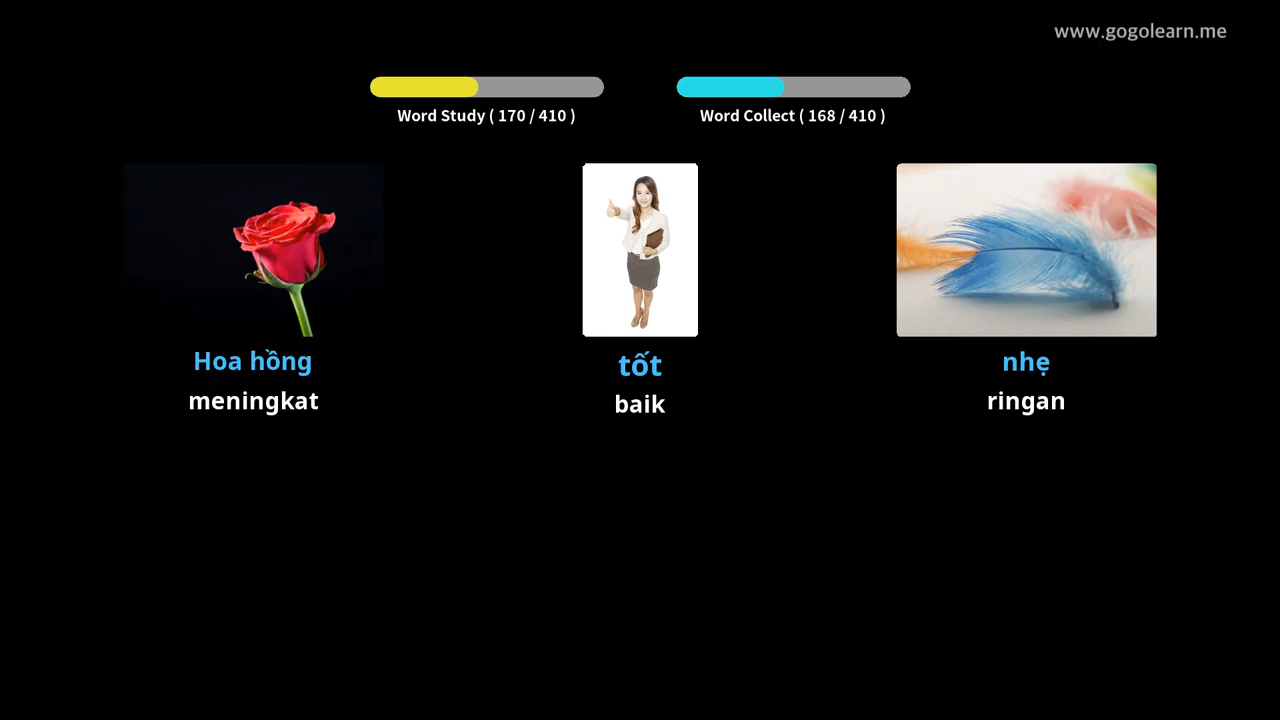 www.gogolearn.me
Word Study ( 170 / 410 )
Word Collect ( 168 / 410 )
Hoa hồng
meningkat
tốt
baik
nhẹ
ringan